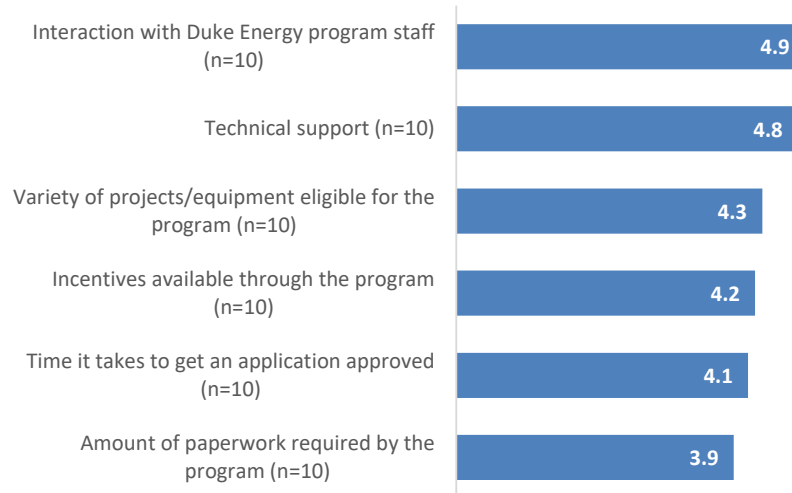 Interaction with Duke Energy program staff
(n=10)
4.9
Technical support (n=10)
4.8
Variety of projects/equipment eligible for the
program (n=10)
4.3
Incentives available through the program
(n=10)
4.2
Time it takes to get an application approved
(n=10)
4.1
Amount of paperwork required by the
program (n=10)
3.9